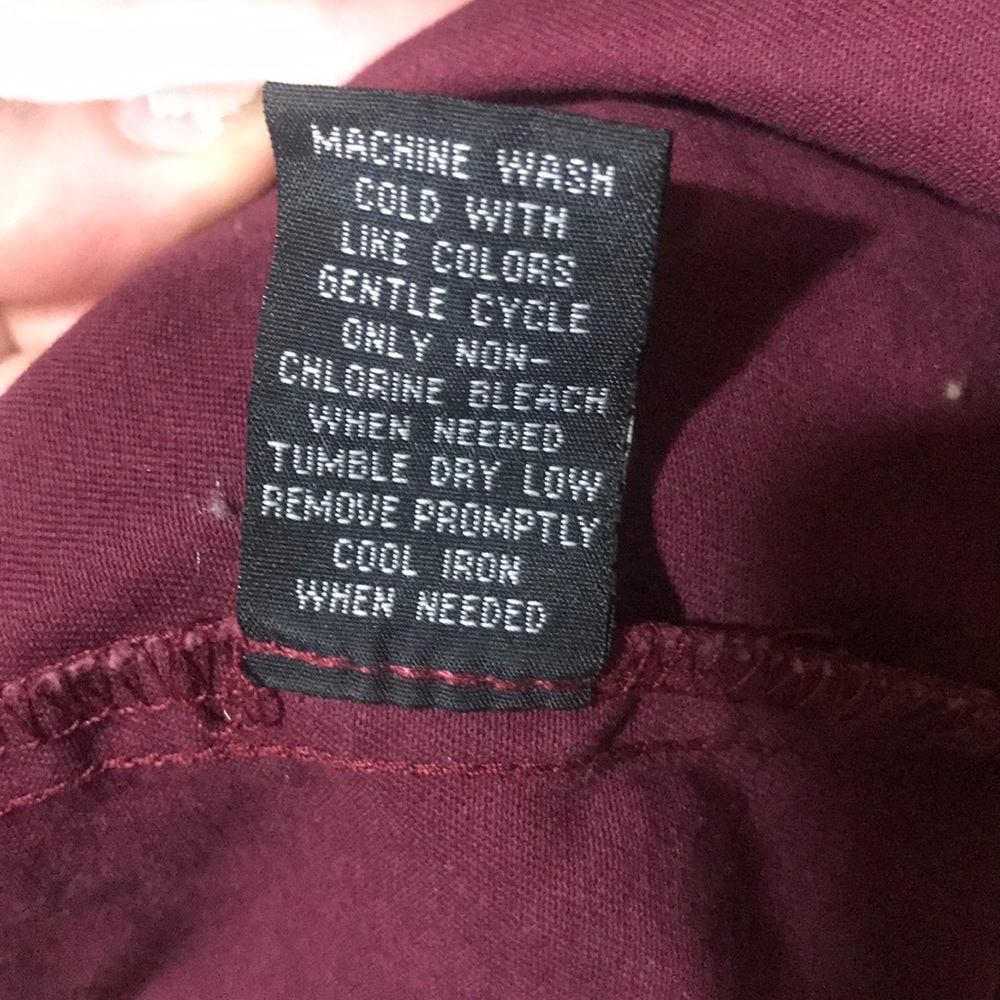 MACHINE WASH
COLD WITH
LIKE COLORS
GENTLE CYCLE
ONLY NON-
CHLORINE BLEACH
WHEN NEEDED
TUMBLE DRY LOW
REMOVE PROMPTLY
COOL IRON
WHEN NEEDED